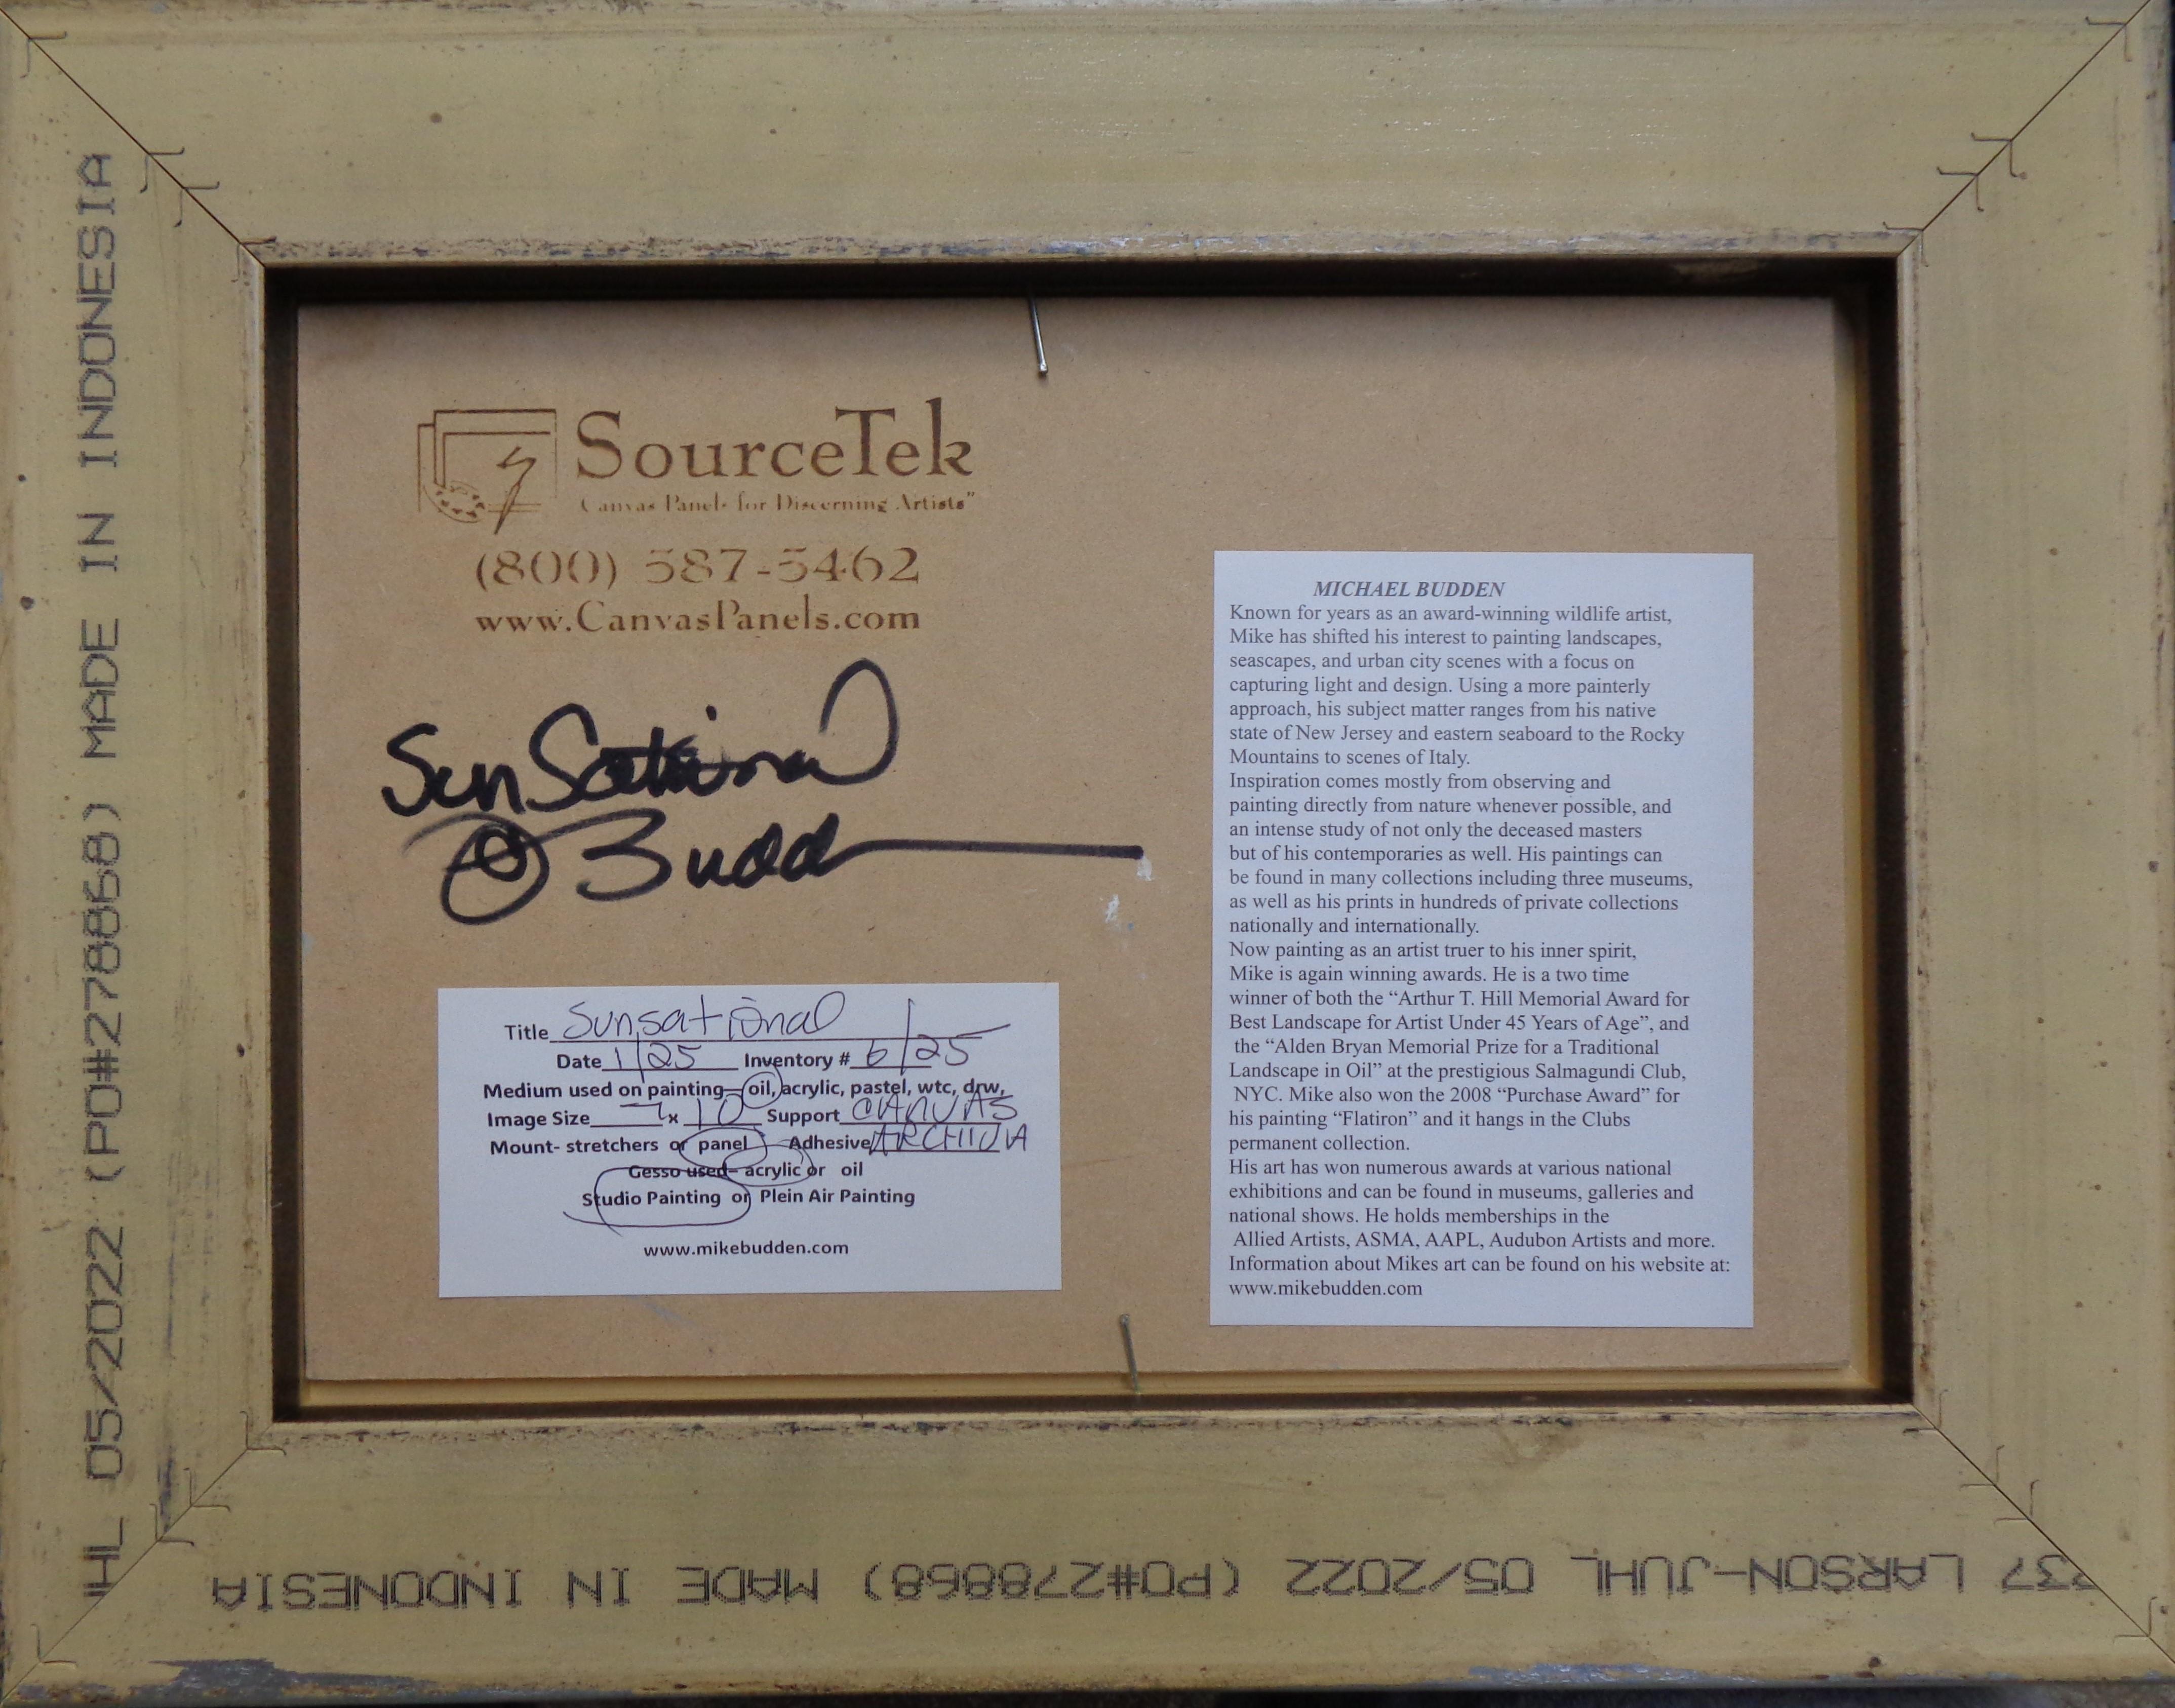 SourceTek
Canvas Panels for Discerning Artists"
(800) 587-5462
www.CanvasPanels.com
SunSational
© Budd
Title Sunsational
Date 1/25 Inventory # 6/25
Medium used on painting- oil, acrylic, pastel, wtc, drw,
Image Size 7 x 10 Support CANVAS
Mount- stretchers or panel Adhesive ARCHIVA
Gesso used- acrylic or oil
Studio Painting or Plein Air Painting
www.mikebudden.com
MICHAEL BUDDEN
Known for years as an award-winning wildlife artist,
Mike has shifted his interest to painting landscapes,
seascapes, and urban city scenes with a focus on
capturing light and design. Using a more painterly
approach, his subject matter ranges from his native
state of New Jersey and eastern seaboard to the Rocky
Mountains to scenes of Italy.
Inspiration comes mostly from observing and
painting directly from nature whenever possible, and
an intense study of not only the deceased masters
but of his contemporaries as well. His paintings can
be found in many collections including three museums,
as well as his prints in hundreds of private collections
nationally and internationally.
Now painting as an artist truer to his inner spirit,
Mike is again winning awards. He is a two time
winner of both the “Arthur T. Hill Memorial Award for
Best Landscape for Artist Under 45 Years of Age”, and
the “Alden Bryan Memorial Prize for a Traditional
Landscape in Oil” at the prestigious Salmagundi Club,
NYC. Mike also won the 2008 “Purchase Award” for
his painting “Flatiron” and it hangs in the Clubs
permanent collection.
His art has won numerous awards at various national
exhibitions and can be found in museums, galleries and
national shows. He holds memberships in the
Allied Artists, ASMA, AAPL, Audubon Artists and more.
Information about Mikes art can be found on his website at:
www.mikebudden.com
HL 05/2022 (PO#278868) MADE IN INDONESIA
237 LARSON-JUHL 05/2022 (PO#278868) MADE IN INDONESIA